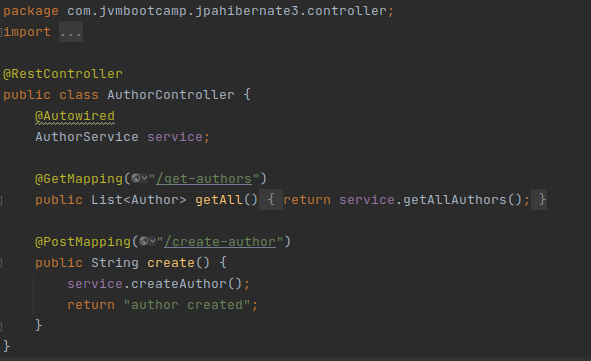 package com.jvmbootcamp.jpahibernate3.controller;
import ...
@RestController
public class AuthorController {
@Autowired
AuthorService service;
@GetMapping("/get-authors")
public List<Author> getAll() { return service.getAllAuthors(); }
@PostMapping("/create-author")
public String create() {
service.createAuthor();
return "author created";
}
}